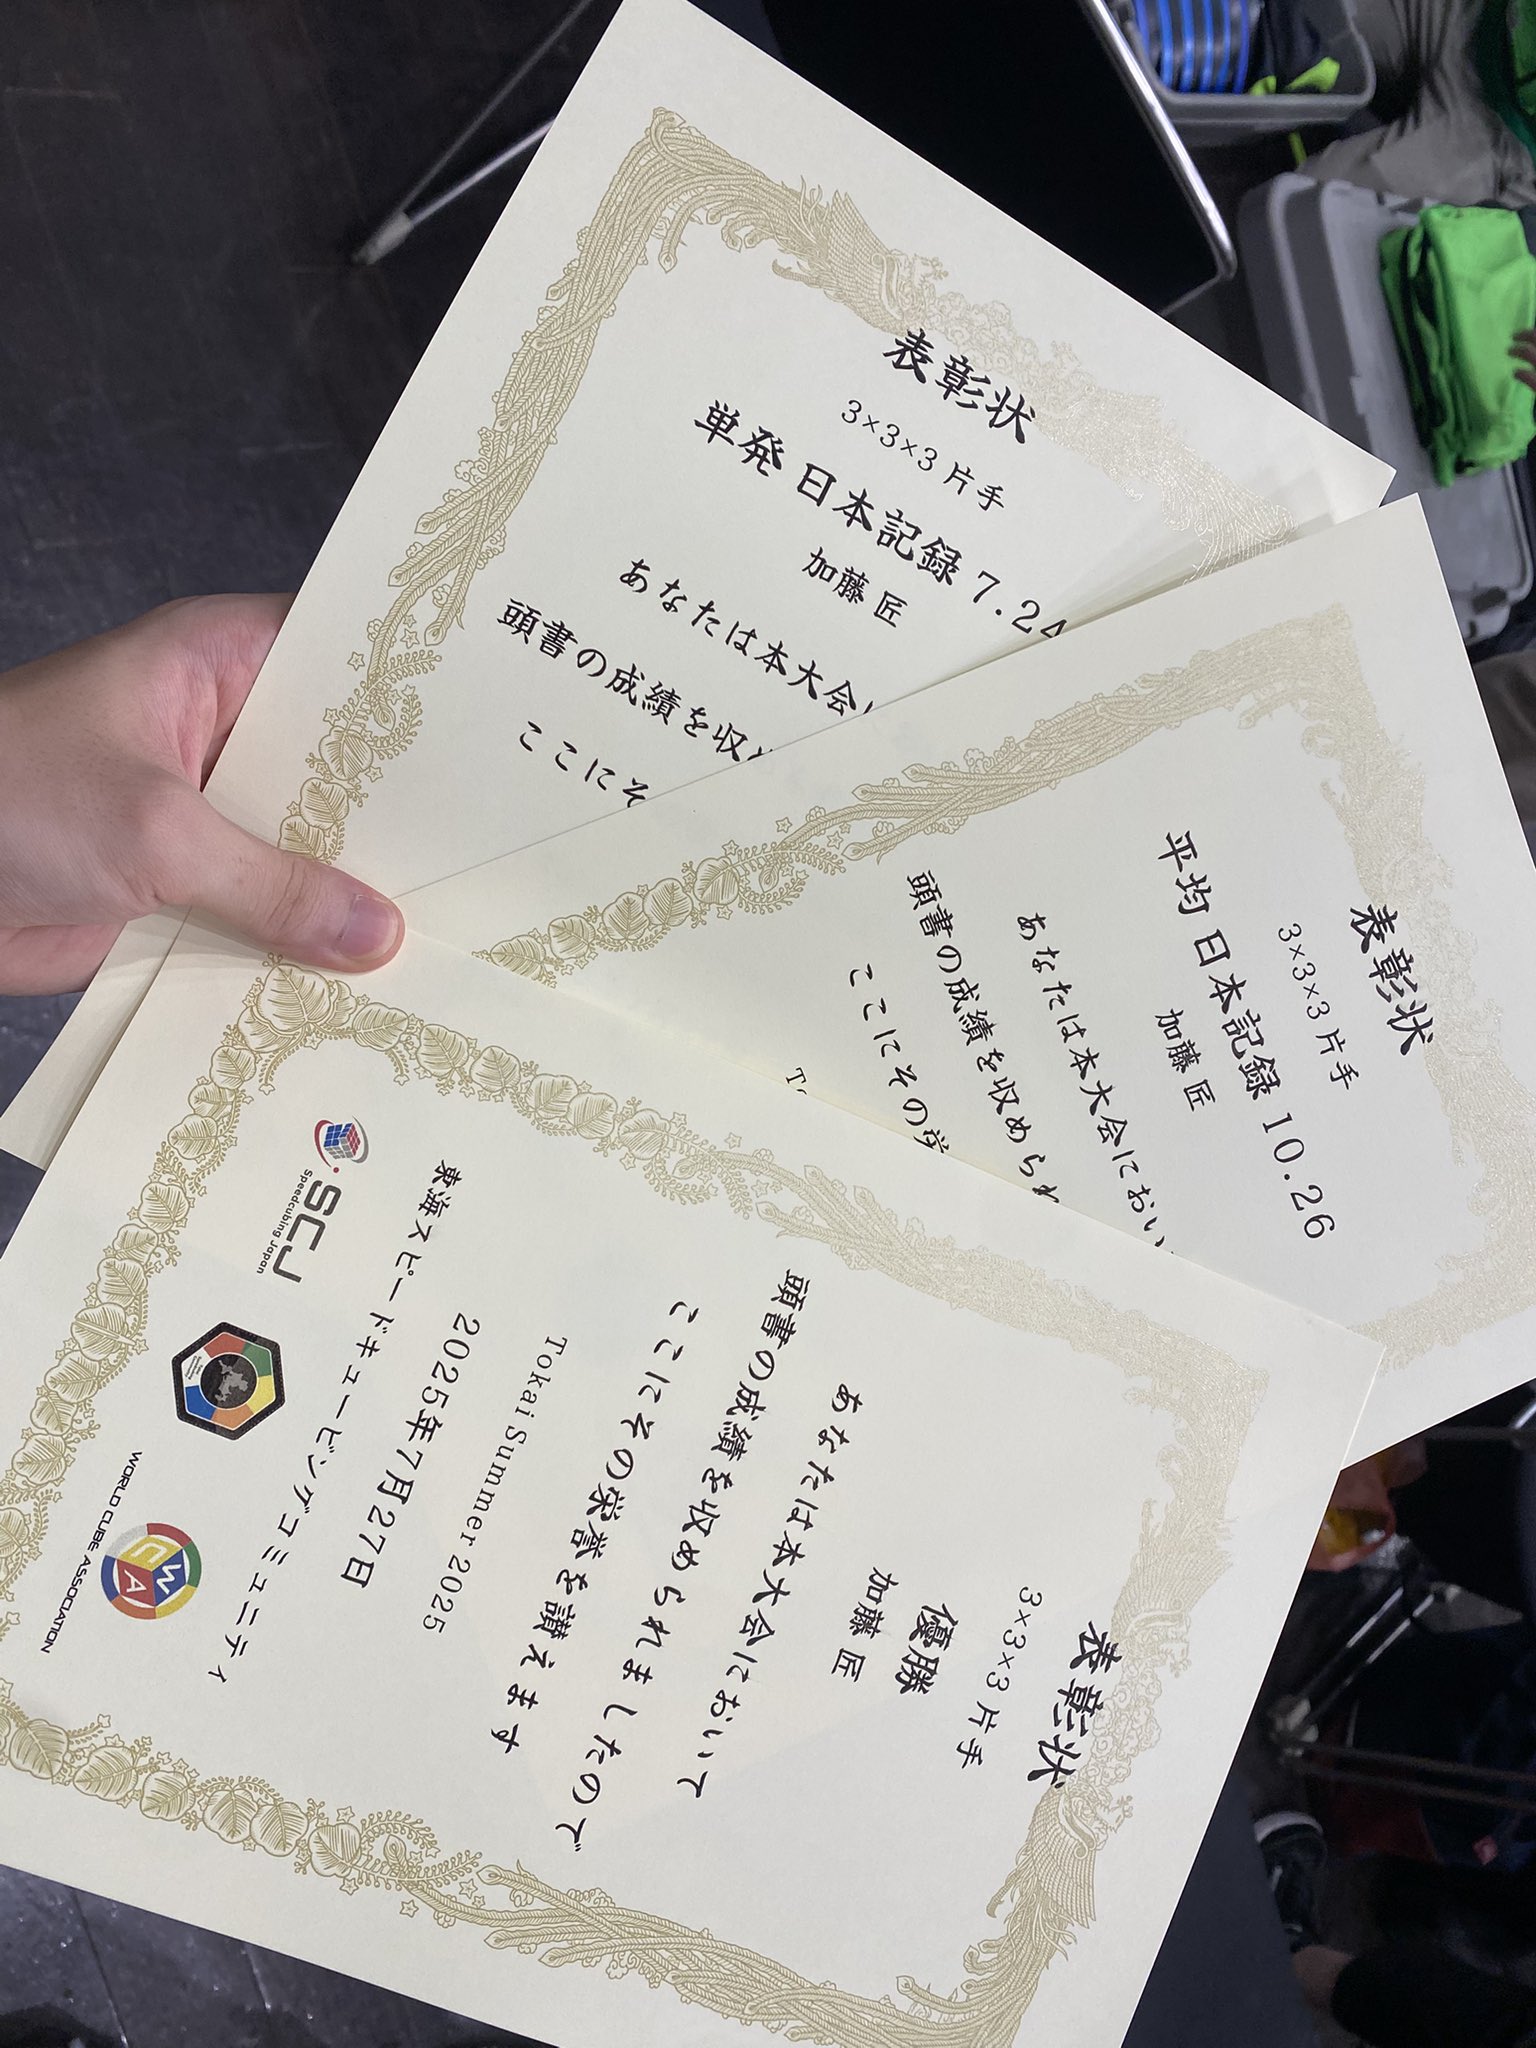 表彰状
3×3×3 片手
単発 日本記録 7.24
加藤 匠
あなたは本大会
頭書の成績を収
ここにそ
表彰状
3×3×3 片手
平均 日本記録 10.26
加藤 匠
あなたは本大会におい
頭書の成績を収められ
ここにその栄
To
表彰状
3×3×3 片手
優勝
加藤 匠
あなたは本大会において
頭書の成績を収められましたので
ここにその栄誉を讃えます
TokaiSummer2025
2025年7月27日
東海スピードキュービングコミュニティ
SCJ
Speedcubing Japan
WCA
WORLD CUBE ASSOCIATION